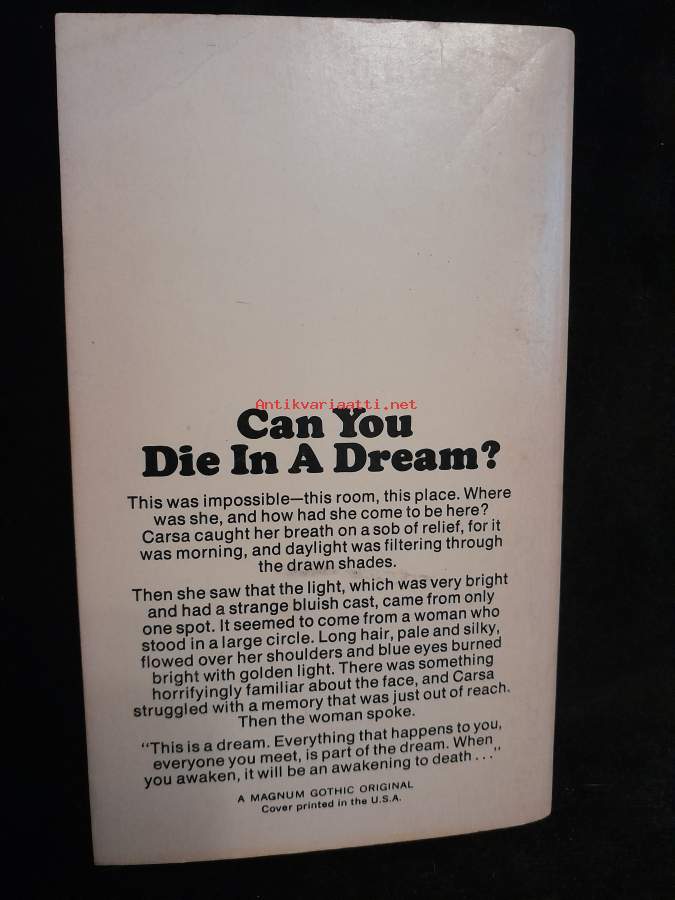 Antikvariaatti.net
Can You
Die In A Dream?
This was impossible—this room, this place. Where
was she, and how had she come to be here?
Carsa caught her breath on a sob of relief, for it
was morning, and daylight was filtering through
the drawn shades.
Then she saw that the light, which was very bright
and had a strange bluish cast, came from only
one spot. It seemed to come from a woman who
stood in a large circle. Long hair, pale and silky,
flowed over her shoulders and blue eyes burned
bright with golden light. There was something
horrifyingly familiar about the face, and Carsa
struggled with a memory that was just out of reach.
Then the woman spoke.
"This is a dream. Everything that happens to you,
everyone you meet, is part of the dream. When
you awaken, it will be an awakening to death . . ."
A MAGNUM GOTHIC ORIGINAL
Cover printed in the U.S.A.